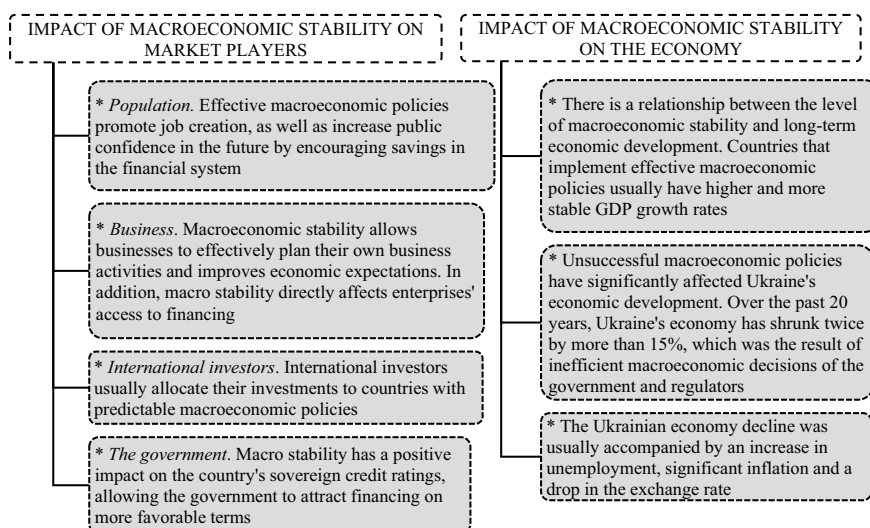 IMPACT OF MACROECONOMIC STABILITY ON
MARKET PLAYERS
* Population. Effective macroeconomic policies
promote job creation, as well as increase public
confidence in the future by encouraging savings in
the financial system
* Business. Macroeconomic stability allows
businesses to effectively plan their own business
activities and improves economic expectations. In
addition, macro stability directly affects enterprises'
access to financing
* International investors. International investors
usually allocate their investments to countries with
predictable macroeconomic policies
* The government. Macro stability has a positive
impact on the country's sovereign credit ratings,
allowing the government to attract financing on
more favorable terms
IMPACT OF MACROECONOMIC STABILITY
ON THE ECONOMY
* There is a relationship between the level
of macroeconomic stability and long-term
economic development. Countries that
implement effective macroeconomic
policies usually have higher and more
stable GDP growth rates
* Unsuccessful macroeconomic policies
have significantly affected Ukraine's
economic development. Over the past 20
years, Ukraine's economy has shrunk twice
by more than 15%, which was the result of
inefficient macroeconomic decisions of the
government and regulators
* The Ukrainian economy decline was
usually accompanied by an increase in
unemployment, significant inflation and a
drop in the exchange rate